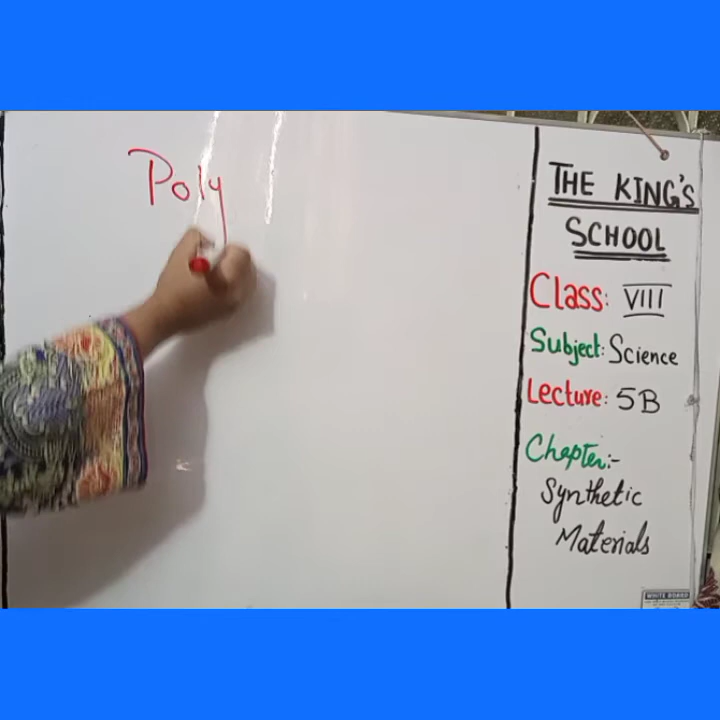 Poly
THE KING'S
SCHOOL
Class: VIII
Subject: Science
Lecture: 5B
Chapter:-
Synthetic
Materials
WHITE BOARD